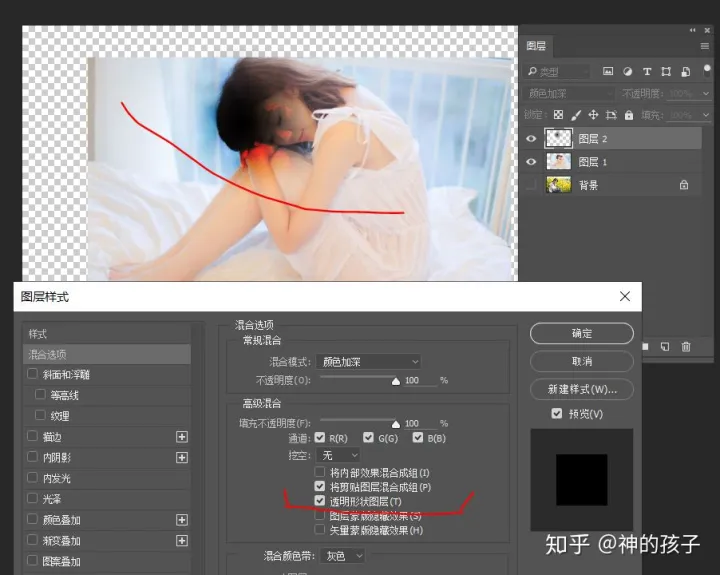 图层
类型
颜色加深 不透明度: 100%
锁定: 填充: 100%
图层 2
图层 1
背景
图层样式
样式
混合选项
斜面和浮雕
等高线
纹理
描边
内阴影
内发光
光泽
颜色叠加
渐变叠加
图案叠加
混合选项
常规混合
混合模式: 颜色加深
不透明度(O): 100 %
高级混合
填充不透明度(F): 100 %
通道: R(R) G(G) B(B)
挖空: 无
将内部效果混合成组(I)
将剪贴图层混合成组(P)
透明形状图层(T)
图层蒙版隐藏效果(S)
矢量蒙版隐藏效果(H)
混合颜色带: 灰色
确定
取消
新建样式(W)...
预览(V)
知乎 @神的孩子